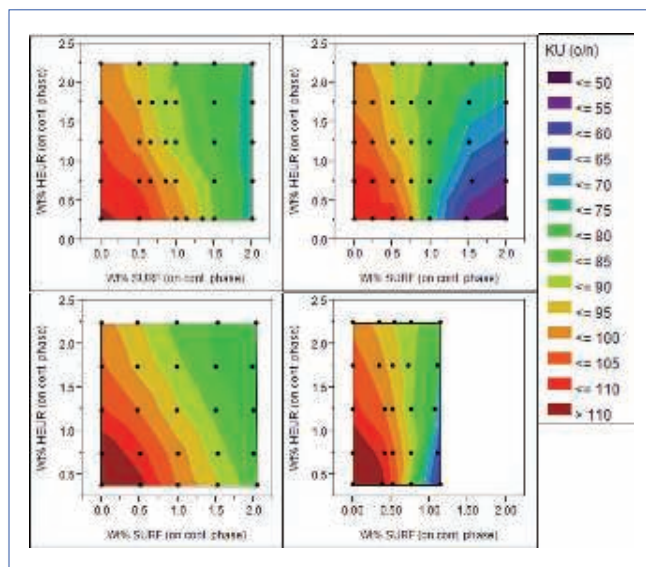 2.5
2.0
1.5
1.0
0.5
0.0
Wt% HEUR (on cont. phase)
0.0 0.5 1.0 1.5 2.0
Wt% SURF (on cont. phase)
2.5
2.0
1.5
1.0
0.5
0.0
Wt% HEUR (on cont. phase)
0.0 0.5 1.0 1.5 2.0
Wt% SURF (on cont. phase)
KU (o/n)
<= 50
<= 55
<= 60
<= 65
<= 70
<= 75
<= 80
<= 85
<= 90
<= 95
<= 100
<= 105
<= 110
> 110
2.5
2.0
1.5
1.0
0.5
Wt% HEUR (on cont. phase)
0.0 0.5 1.0 1.5 2.0
Wt% SURF (on cont. phase)
2.5
2.0
1.5
1.0
0.5
Wt% HEUR (on cont. phase)
0.00 0.50 1.00 1.50 2.00
Wt% SURF (on cont. phase)